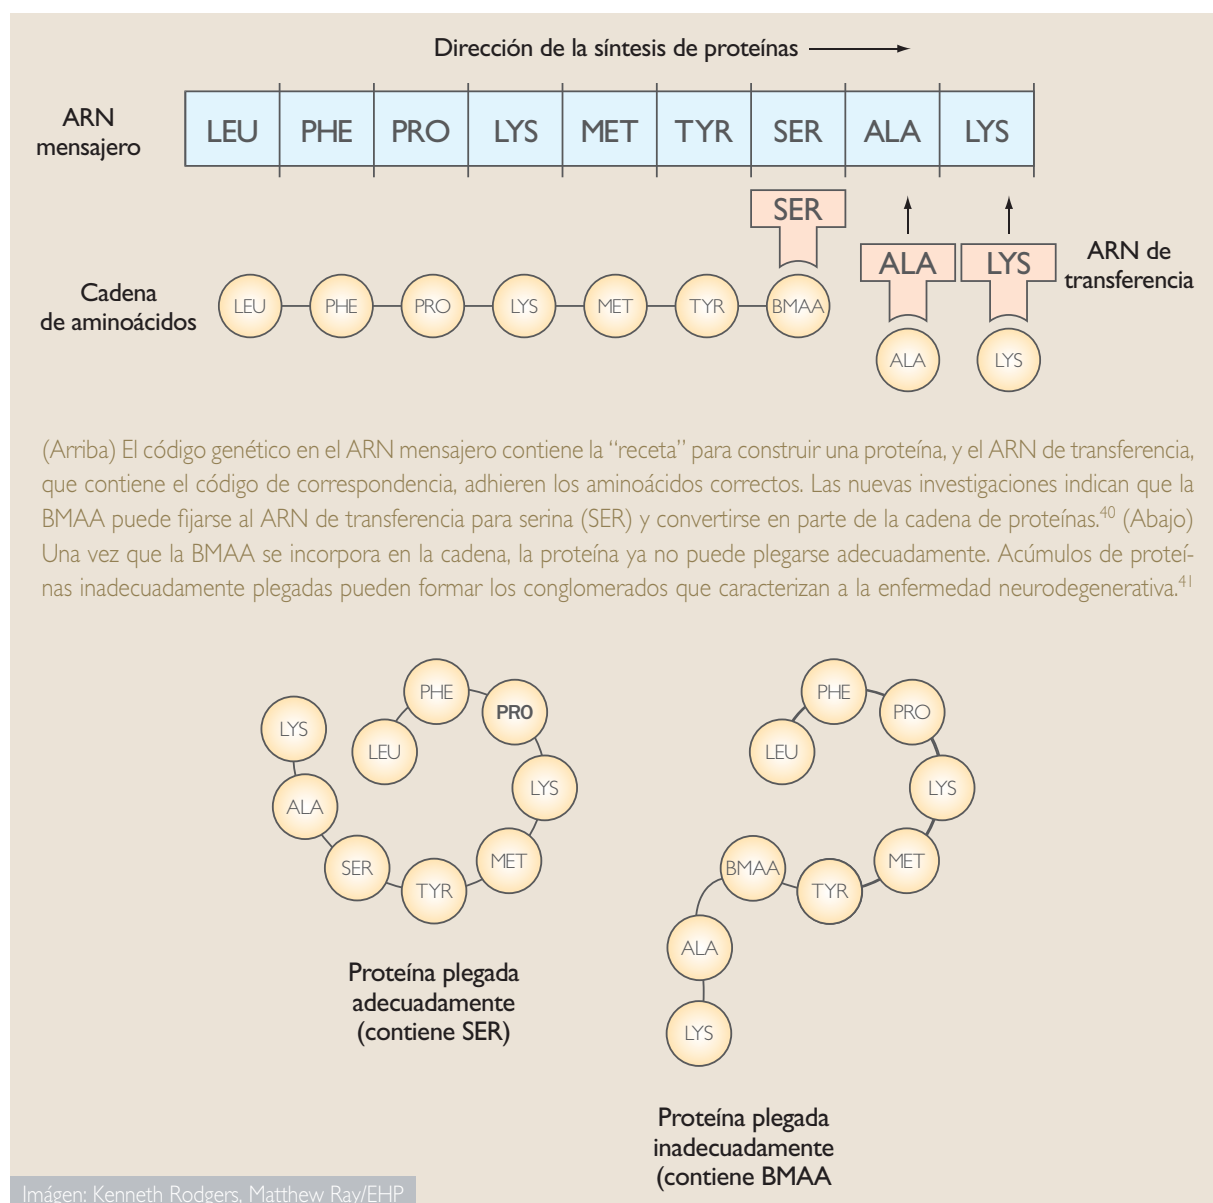 Dirección de la síntesis de proteínas
ARN
mensajero
LEU PHE PRO LYS MET TYR SER ALA LYS
SER
ALA LYS
ARN de
transferencia
Cadena
de aminoácidos
LEU PHE PRO LYS MET TYR BMAA
ALA LYS
(Arriba) El código genético en el ARN mensajero contiene la “receta” para construir una proteína, y el ARN de transferencia,
que contiene el código de correspondencia, adhieren los aminoácidos correctos. Las nuevas investigaciones indican que la
BMAA puede fijarse al ARN de transferencia para serina (SER) y convertirse en parte de la cadena de proteínas.40 (Abajo)
Una vez que la BMAA se incorpora en la cadena, la proteína ya no puede plegarse adecuadamente. Acúmulos de proteí-
nas inadecuadamente plegadas pueden formar los conglomerados que caracterizan a la enfermedad neurodegenerativa.41
LYS
ALA
SER
TYR
MET
LYS
PRO
PHE
LEU
Proteína plegada
adecuadamente
(contiene SER)
LEU
PHE
PRO
LYS
MET
TYR
BMAA
ALA
LYS
Proteína plegada
inadecuadamente
(contiene BMAA
Imágen: Kenneth Rodgers, Matthew Ray/EHP